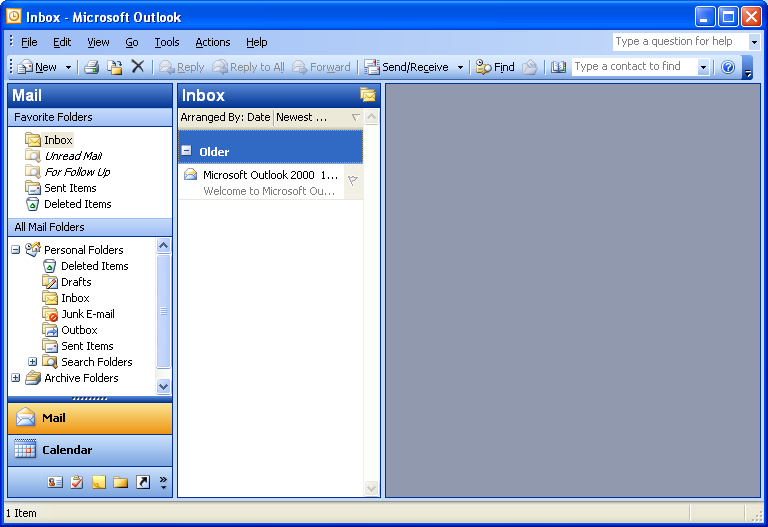 Inbox - Microsoft Outlook
File Edit View Go Tools Actions Help Type a question for help
New Reply Reply to All Forward Send/Receive Find Type a contact to find
Mail
Favorite Folders
Inbox
Unread Mail
For Follow Up
Sent Items
Deleted Items
All Mail Folders
Personal Folders
Deleted Items
Drafts
Inbox
Junk E-mail
Outbox
Sent Items
Search Folders
Archive Folders
Mail
Calendar
Inbox
Arranged By: Date Newest ...
Older
Microsoft Outlook 2000 1...
Welcome to Microsoft Ou...
1 Item